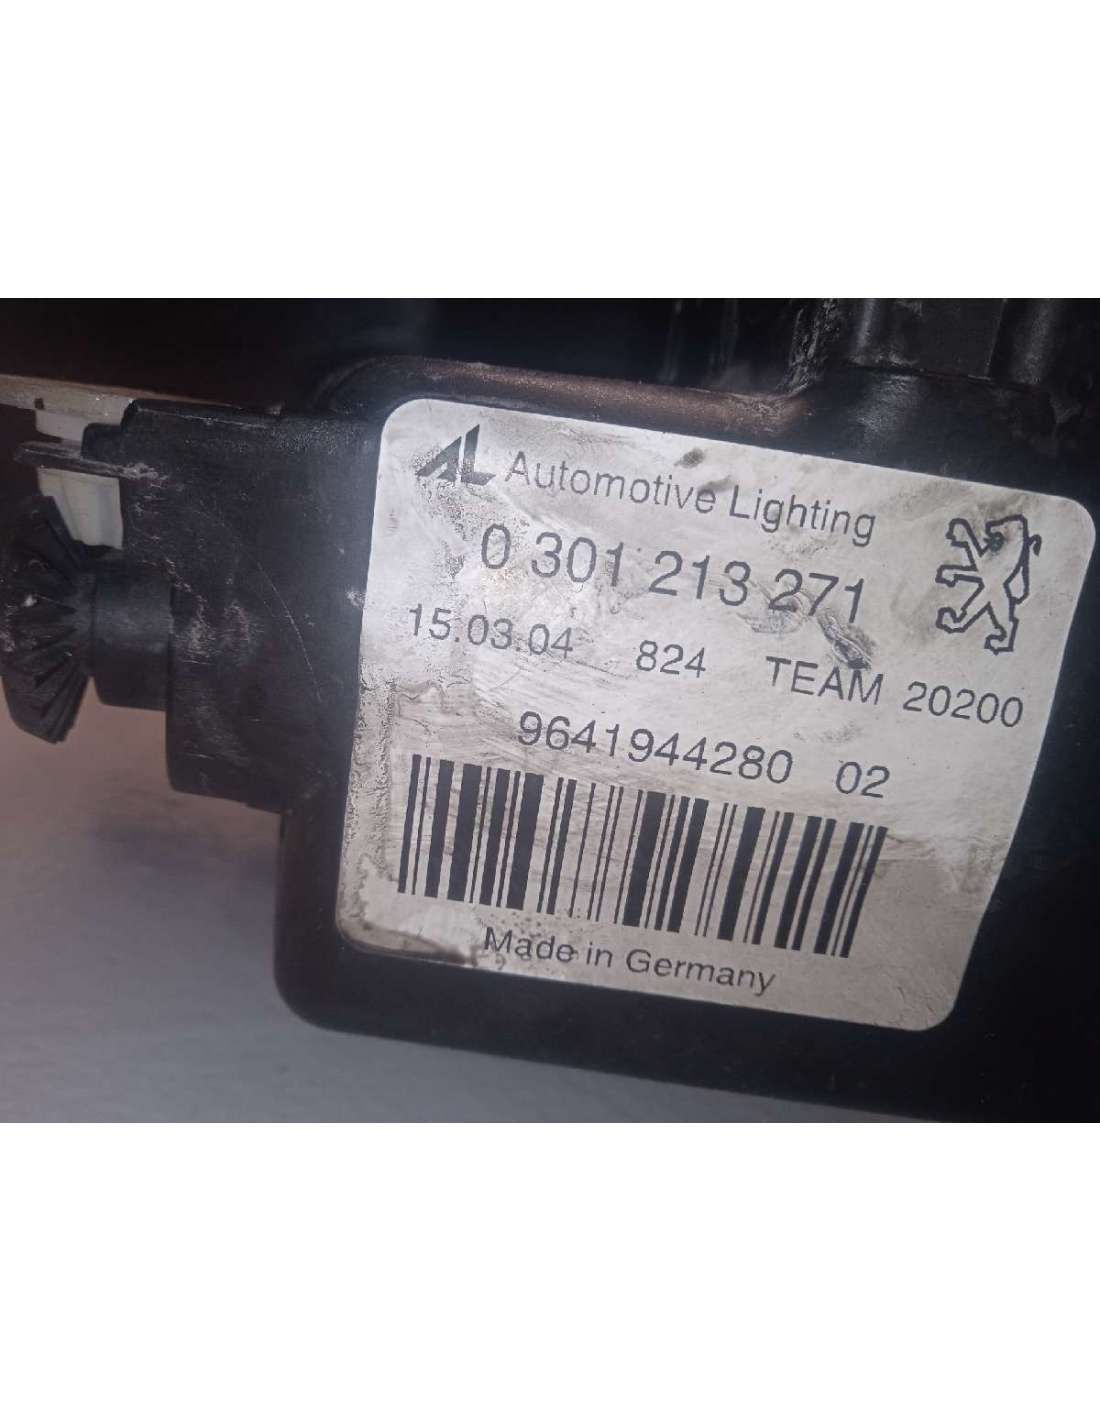 AL Automotive Lighting
0 301 213 271
15.03.04 824 TEAM 20200
9641944280 02
Made in Germany